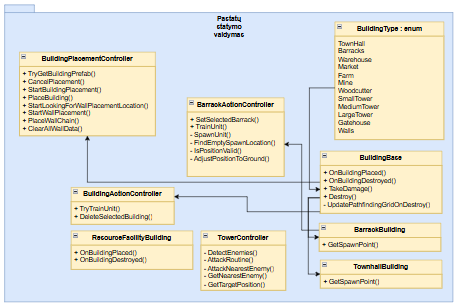 Pastatų
statymo
valdymas
BuildingPlacementController
+ TryGetBuildingPrefab()
+ CancelPlacement()
+ StartBuildingPlacement()
+ PlaceBuilding()
+ StartLookingForWallPlacementLocation()
+ StartWallPlacement()
+ PlaceWallChain()
+ ClearAllWallData()
BuildingType : enum
TownHall
Barracks
Warehouse
Market
Farm
Mine
Woodcutter
SmallTower
MediumTower
LargeTower
Gatehouse
Walls
BarrackActionController
+ SetSelectedBarrack()
+ TrainUnit()
- SpawnUnit()
- FindEmptySpawnLocation()
- IsPositionValid()
- AdjustPositionToGround()
BuildingBase
+ OnBuildingPlaced()
+ OnBuildingDestroyed()
+ TakeDamage()
+ Destroy()
- UpdatePathfindingGridOnDestroy()
BuildingActionController
+ TryTrainUnit()
+ DeleteSelectedBuilding()
BarrackBuilding
+ GetSpawnPoint()
ResourceFacilityBuilding
+ OnBuildingPlaced()
+ OnBuildingDestroyed()
TowerController
- DetectEnemies()
- AttackRoutine()
- AttackNearestEnemy()
- GetNearestEnemy()
- GetTargetPosition()
TownhallBuilding
+ GetSpawnPoint()